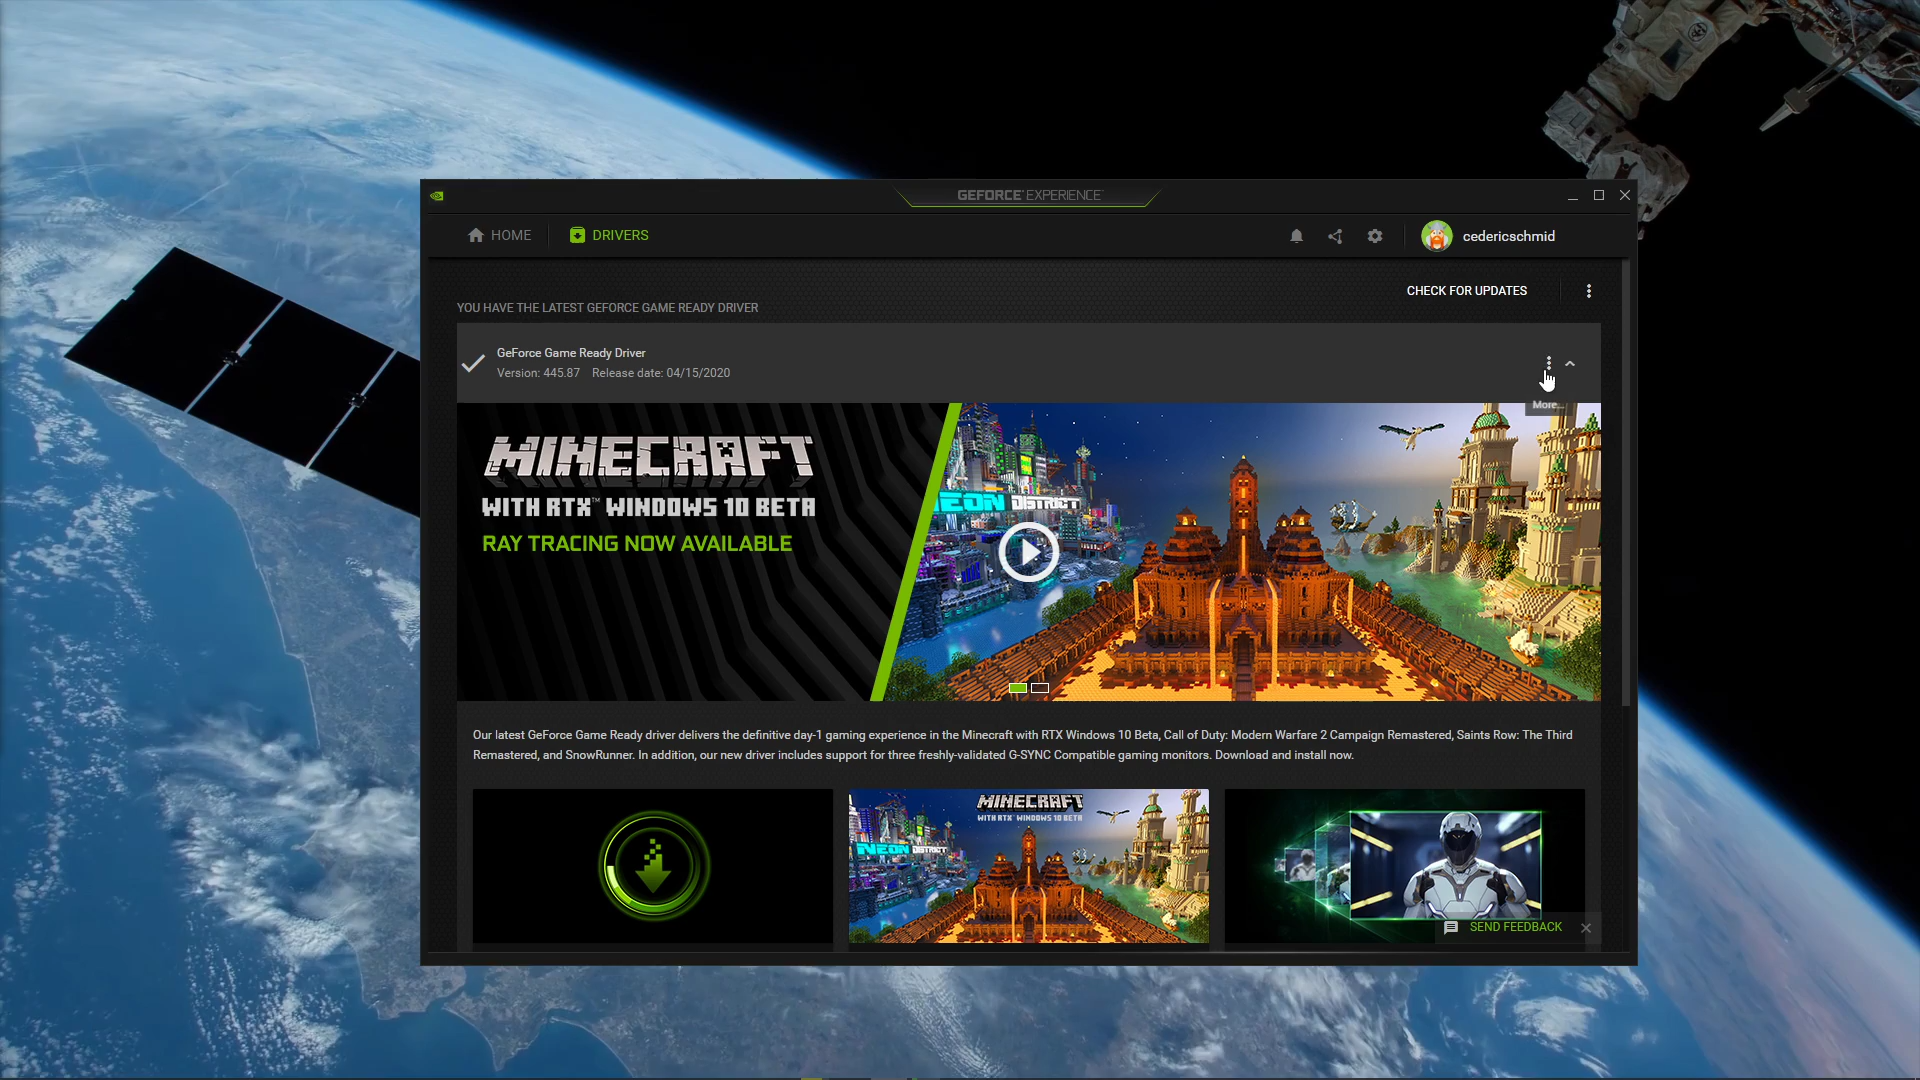 GEFORCE® EXPERIENCE™
HOME
DRIVERS
cedericschmid
CHECK FOR UPDATES
YOU HAVE THE LATEST GEFORCE GAME READY DRIVER
GeForce Game Ready Driver
Version: 445.87 Release date: 04/15/2020
More...
MINECRAFT
WITH RTX™ WINDOWS 10 BETA
RAY TRACING NOW AVAILABLE
NEON DISTRICT
Our latest GeForce Game Ready driver delivers the definitive day-1 gaming experience in the Minecraft with RTX Windows 10 Beta, Call of Duty: Modern Warfare 2 Campaign Remastered, Saints Row: The Third
Remastered, and SnowRunner. In addition, our new driver includes support for three freshly-validated G-SYNC Compatible gaming monitors. Download and install now.
MINECRAFT
WITH RTX™ WINDOWS 10 BETA
NEON DISTRICT
SEND FEEDBACK